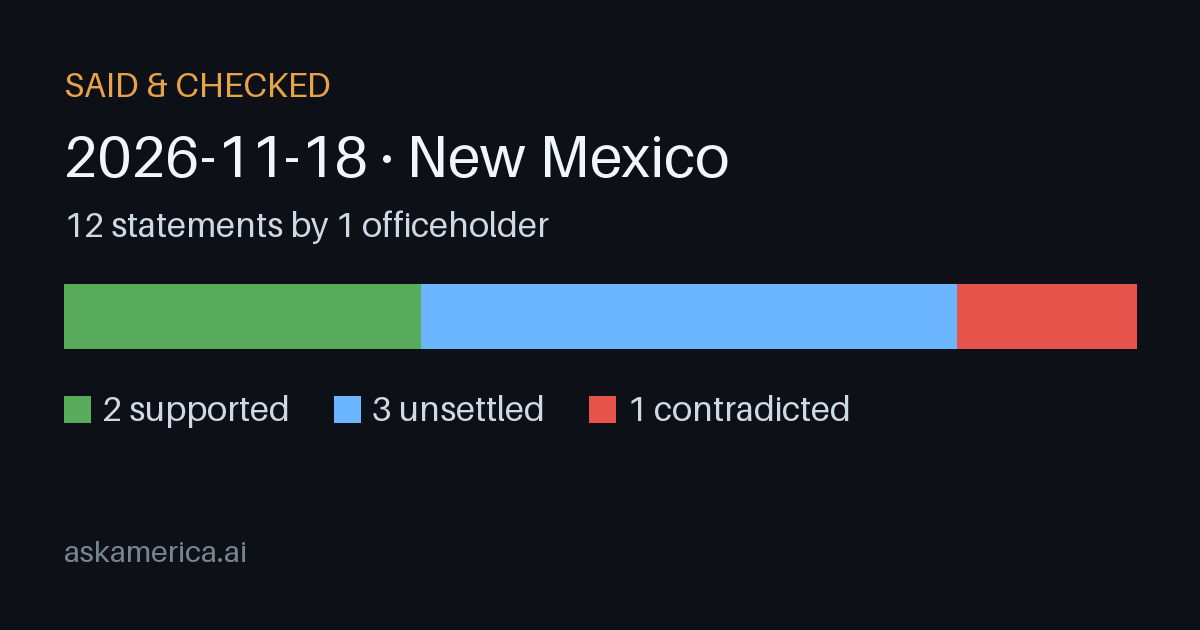 SAID & CHECKED
2026-11-18 · New Mexico
12 statements by 1 officeholder
2 supported
3 unsettled
1 contradicted
askamerica.ai